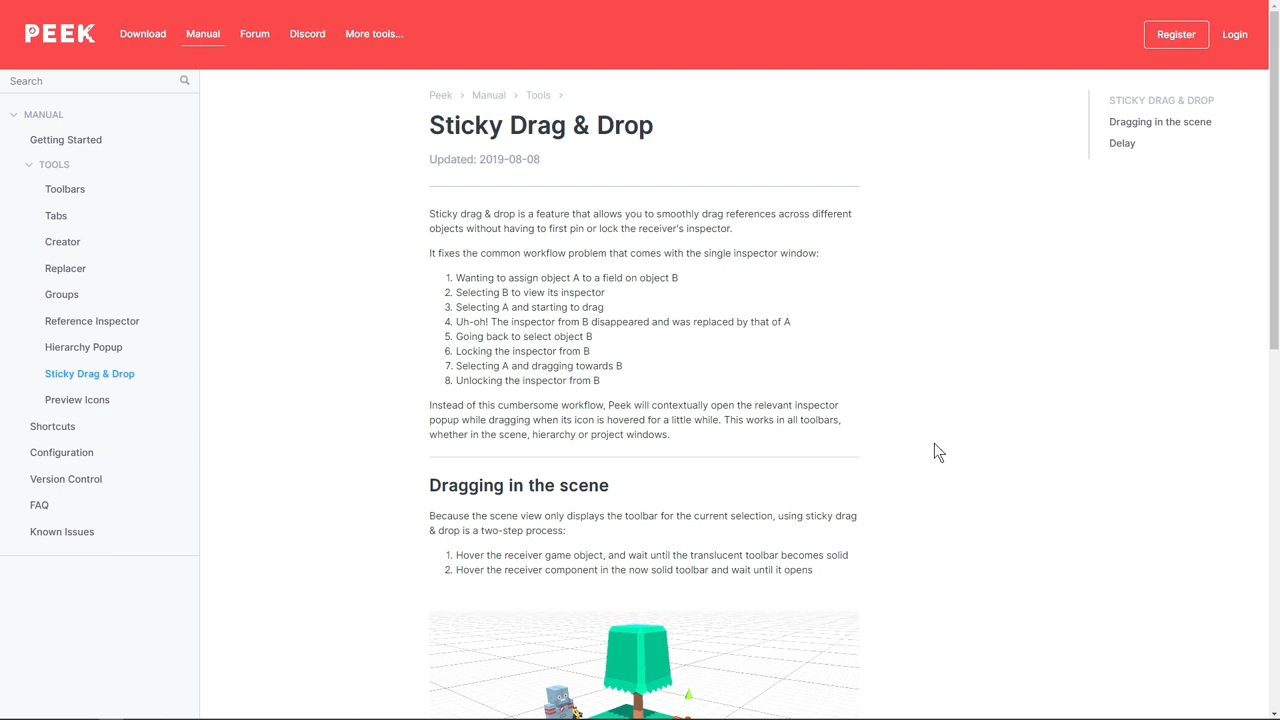 PEEK
Download
Manual
Forum
Discord
More tools...
Register
Login
Search
MANUAL
Getting Started
TOOLS
Toolbars
Tabs
Creator
Replacer
Groups
Reference Inspector
Hierarchy Popup
Sticky Drag & Drop
Preview Icons
Shortcuts
Configuration
Version Control
FAQ
Known Issues
Peek > Manual > Tools >
Sticky Drag & Drop
Updated: 2019-08-08
Sticky drag & drop is a feature that allows you to smoothly drag references across different
objects without having to first pin or lock the receiver's inspector.
It fixes the common workflow problem that comes with the single inspector window:
1. Wanting to assign object A to a field on object B
2. Selecting B to view its inspector
3. Selecting A and starting to drag
4. Uh-oh! The inspector from B disappeared and was replaced by that of A
5. Going back to select object B
6. Locking the inspector from B
7. Selecting A and dragging towards B
8. Unlocking the inspector from B
Instead of this cumbersome workflow, Peek will contextually open the relevant inspector
popup while dragging when its icon is hovered for a little while. This works in all toolbars,
whether in the scene, hierarchy or project windows.
Dragging in the scene
Because the scene view only displays the toolbar for the current selection, using sticky drag
& drop is a two-step process:
1. Hover the receiver game object, and wait until the translucent toolbar becomes solid
2. Hover the receiver component in the now solid toolbar and wait until it opens
STICKY DRAG & DROP
Dragging in the scene
Delay